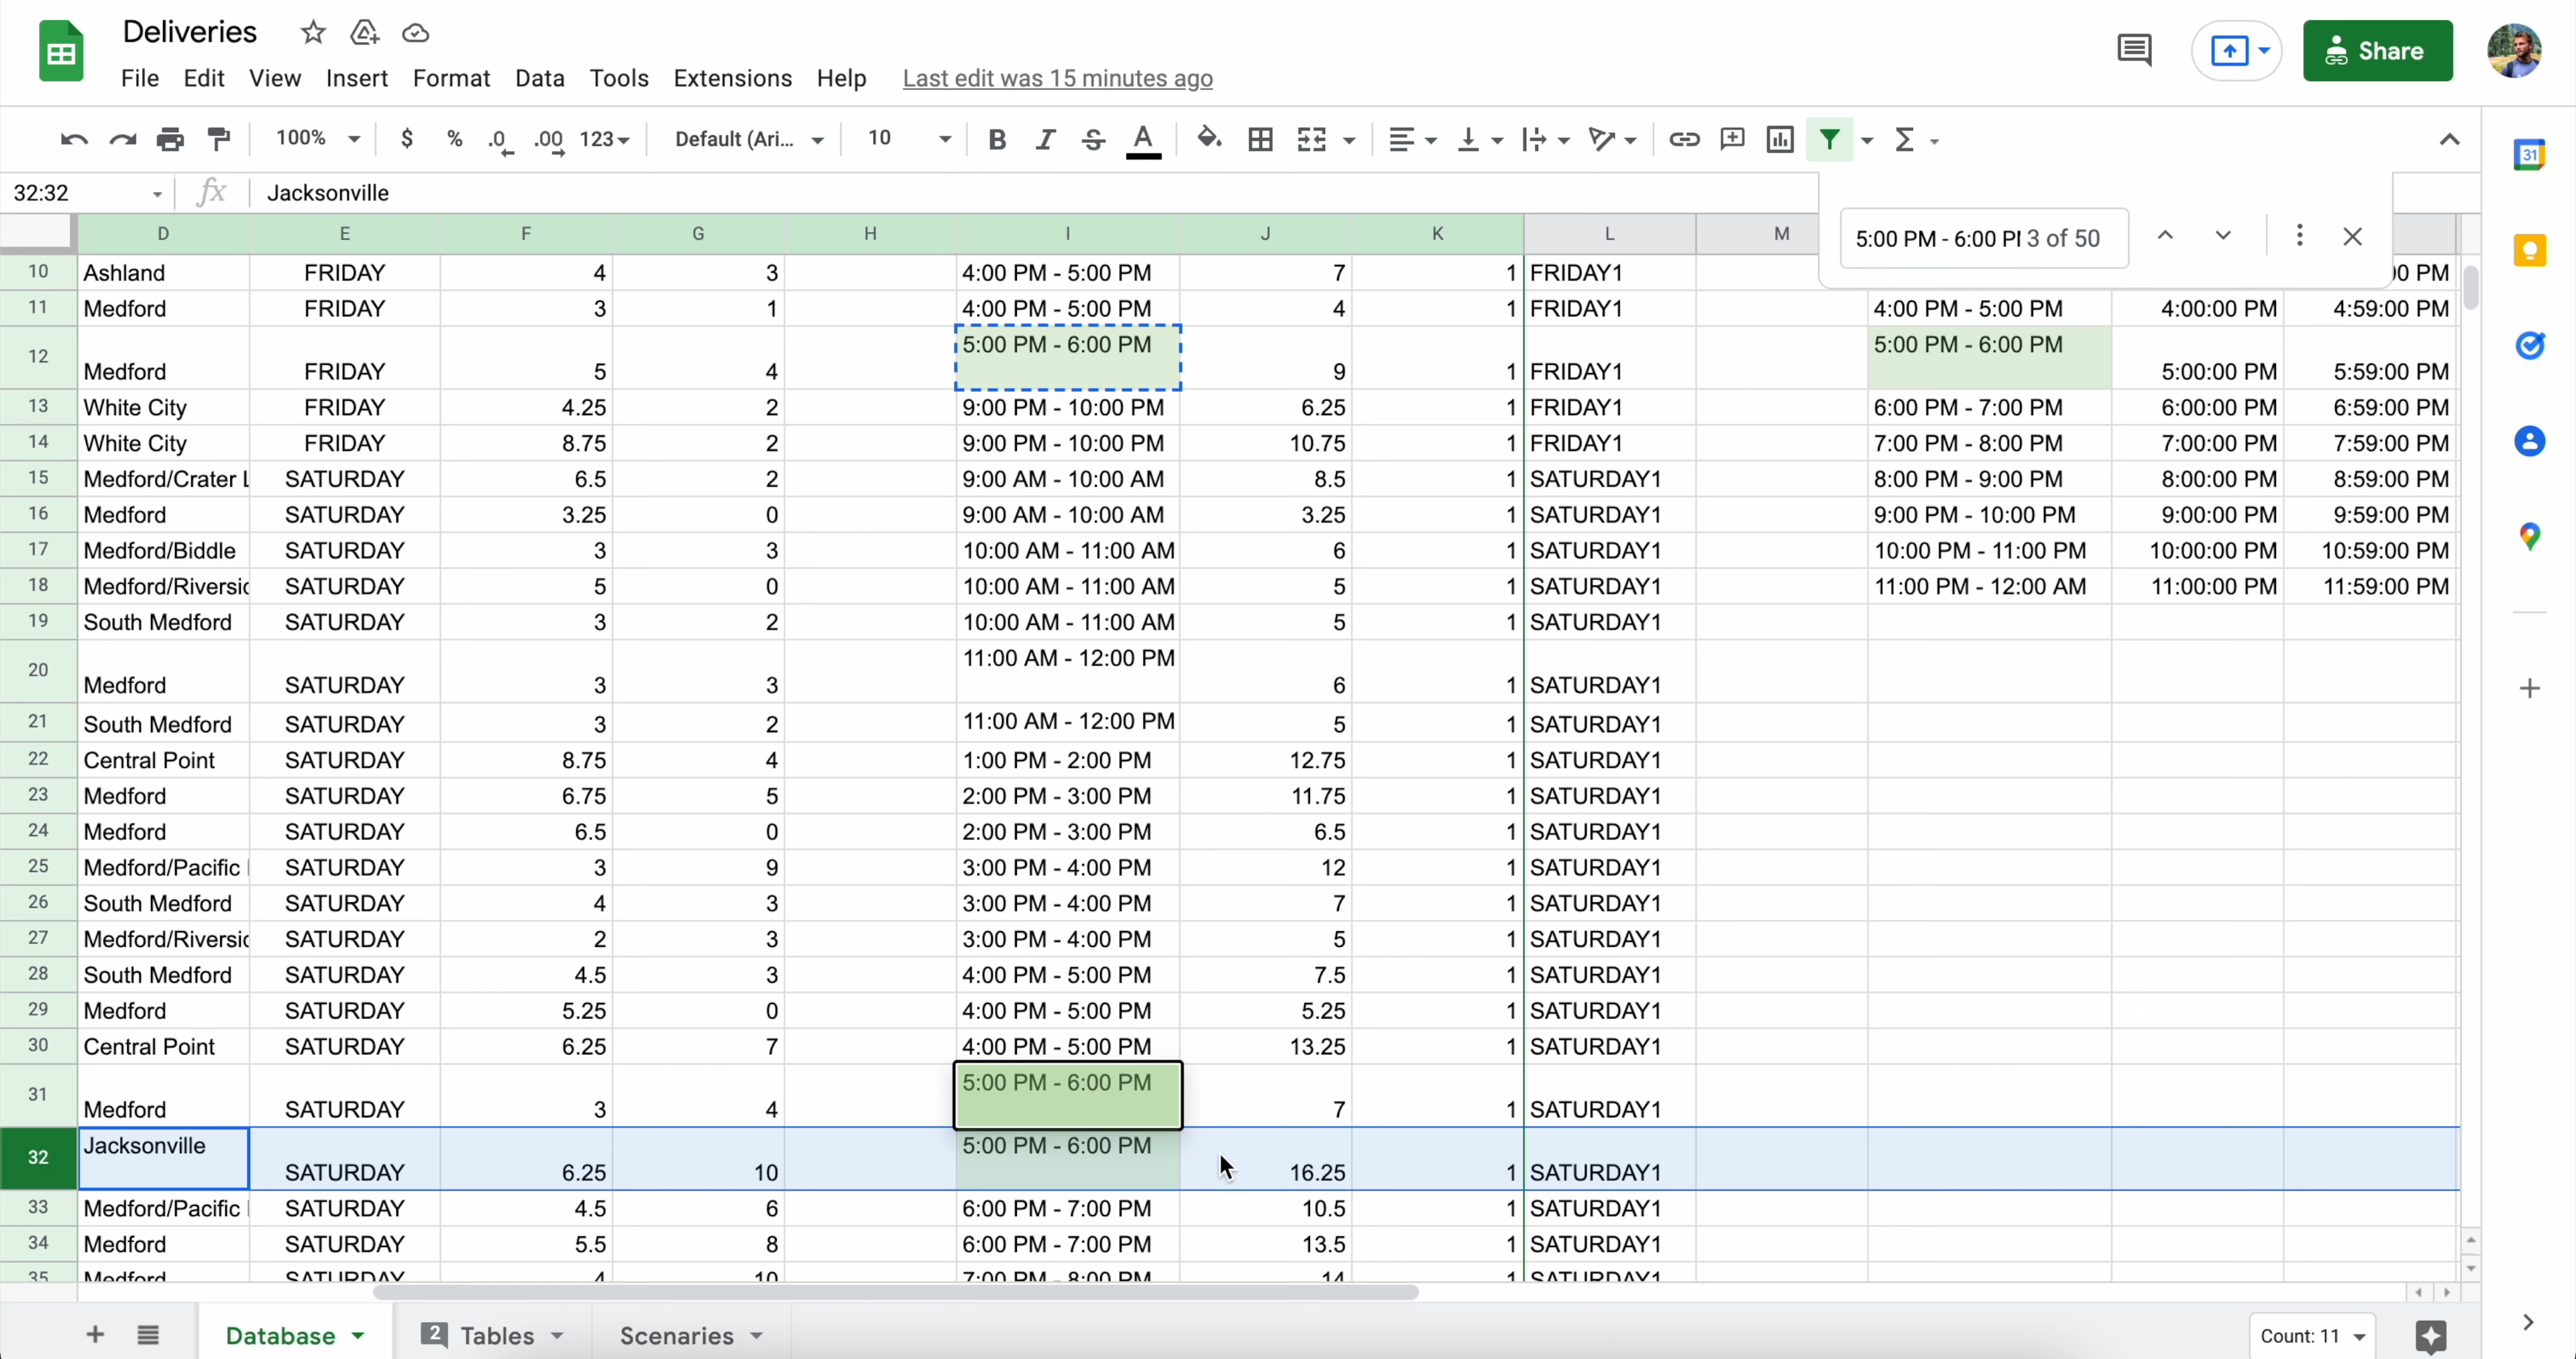 Deliveries
File Edit View Insert Format Data Tools Extensions Help Last edit was 15 minutes ago
Share
100% $ % .0 .00 123 Default (Ari... 10 B I S A Σ
31
32:32 fx Jacksonville
5:00 PM - 6:00 PI 3 of 50
D E F G H I J K L M
10 Ashland FRIDAY 4 3 4:00 PM - 5:00 PM 7 1 FRIDAY1 00 PM
11 Medford FRIDAY 3 1 4:00 PM - 5:00 PM 4 1 FRIDAY1 4:00 PM - 5:00 PM 4:00:00 PM 4:59:00 PM
12 Medford FRIDAY 5 4 5:00 PM - 6:00 PM 9 1 FRIDAY1 5:00 PM - 6:00 PM 5:00:00 PM 5:59:00 PM
13 White City FRIDAY 4.25 2 9:00 PM - 10:00 PM 6.25 1 FRIDAY1 6:00 PM - 7:00 PM 6:00:00 PM 6:59:00 PM
14 White City FRIDAY 8.75 2 9:00 PM - 10:00 PM 10.75 1 FRIDAY1 7:00 PM - 8:00 PM 7:00:00 PM 7:59:00 PM
15 Medford/Crater L SATURDAY 6.5 2 9:00 AM - 10:00 AM 8.5 1 SATURDAY1 8:00 PM - 9:00 PM 8:00:00 PM 8:59:00 PM
16 Medford SATURDAY 3.25 0 9:00 AM - 10:00 AM 3.25 1 SATURDAY1 9:00 PM - 10:00 PM 9:00:00 PM 9:59:00 PM
17 Medford/Biddle SATURDAY 3 3 10:00 AM - 11:00 AM 6 1 SATURDAY1 10:00 PM - 11:00 PM 10:00:00 PM 10:59:00 PM
18 Medford/Riversic SATURDAY 5 0 10:00 AM - 11:00 AM 5 1 SATURDAY1 11:00 PM - 12:00 AM 11:00:00 PM 11:59:00 PM
19 South Medford SATURDAY 3 2 10:00 AM - 11:00 AM 5 1 SATURDAY1
20 Medford SATURDAY 3 3 11:00 AM - 12:00 PM 6 1 SATURDAY1
21 South Medford SATURDAY 3 2 11:00 AM - 12:00 PM 5 1 SATURDAY1
22 Central Point SATURDAY 8.75 4 1:00 PM - 2:00 PM 12.75 1 SATURDAY1
23 Medford SATURDAY 6.75 5 2:00 PM - 3:00 PM 11.75 1 SATURDAY1
24 Medford SATURDAY 6.5 0 2:00 PM - 3:00 PM 6.5 1 SATURDAY1
25 Medford/Pacific SATURDAY 3 9 3:00 PM - 4:00 PM 12 1 SATURDAY1
26 South Medford SATURDAY 4 3 3:00 PM - 4:00 PM 7 1 SATURDAY1
27 Medford/Riversic SATURDAY 2 3 3:00 PM - 4:00 PM 5 1 SATURDAY1
28 South Medford SATURDAY 4.5 3 4:00 PM - 5:00 PM 7.5 1 SATURDAY1
29 Medford SATURDAY 5.25 0 4:00 PM - 5:00 PM 5.25 1 SATURDAY1
30 Central Point SATURDAY 6.25 7 4:00 PM - 5:00 PM 13.25 1 SATURDAY1
31 Medford SATURDAY 3 4 5:00 PM - 6:00 PM 7 1 SATURDAY1
32 Jacksonville SATURDAY 6.25 10 5:00 PM - 6:00 PM 16.25 1 SATURDAY1
33 Medford/Pacific SATURDAY 4.5 6 6:00 PM - 7:00 PM 10.5 1 SATURDAY1
34 Medford SATURDAY 5.5 8 6:00 PM - 7:00 PM 13.5 1 SATURDAY1
35 Medford SATURDAY 4 10 7:00 PM - 8:00 PM 14 1 SATURDAY1
Database 2 Tables Scenaries Count: 11